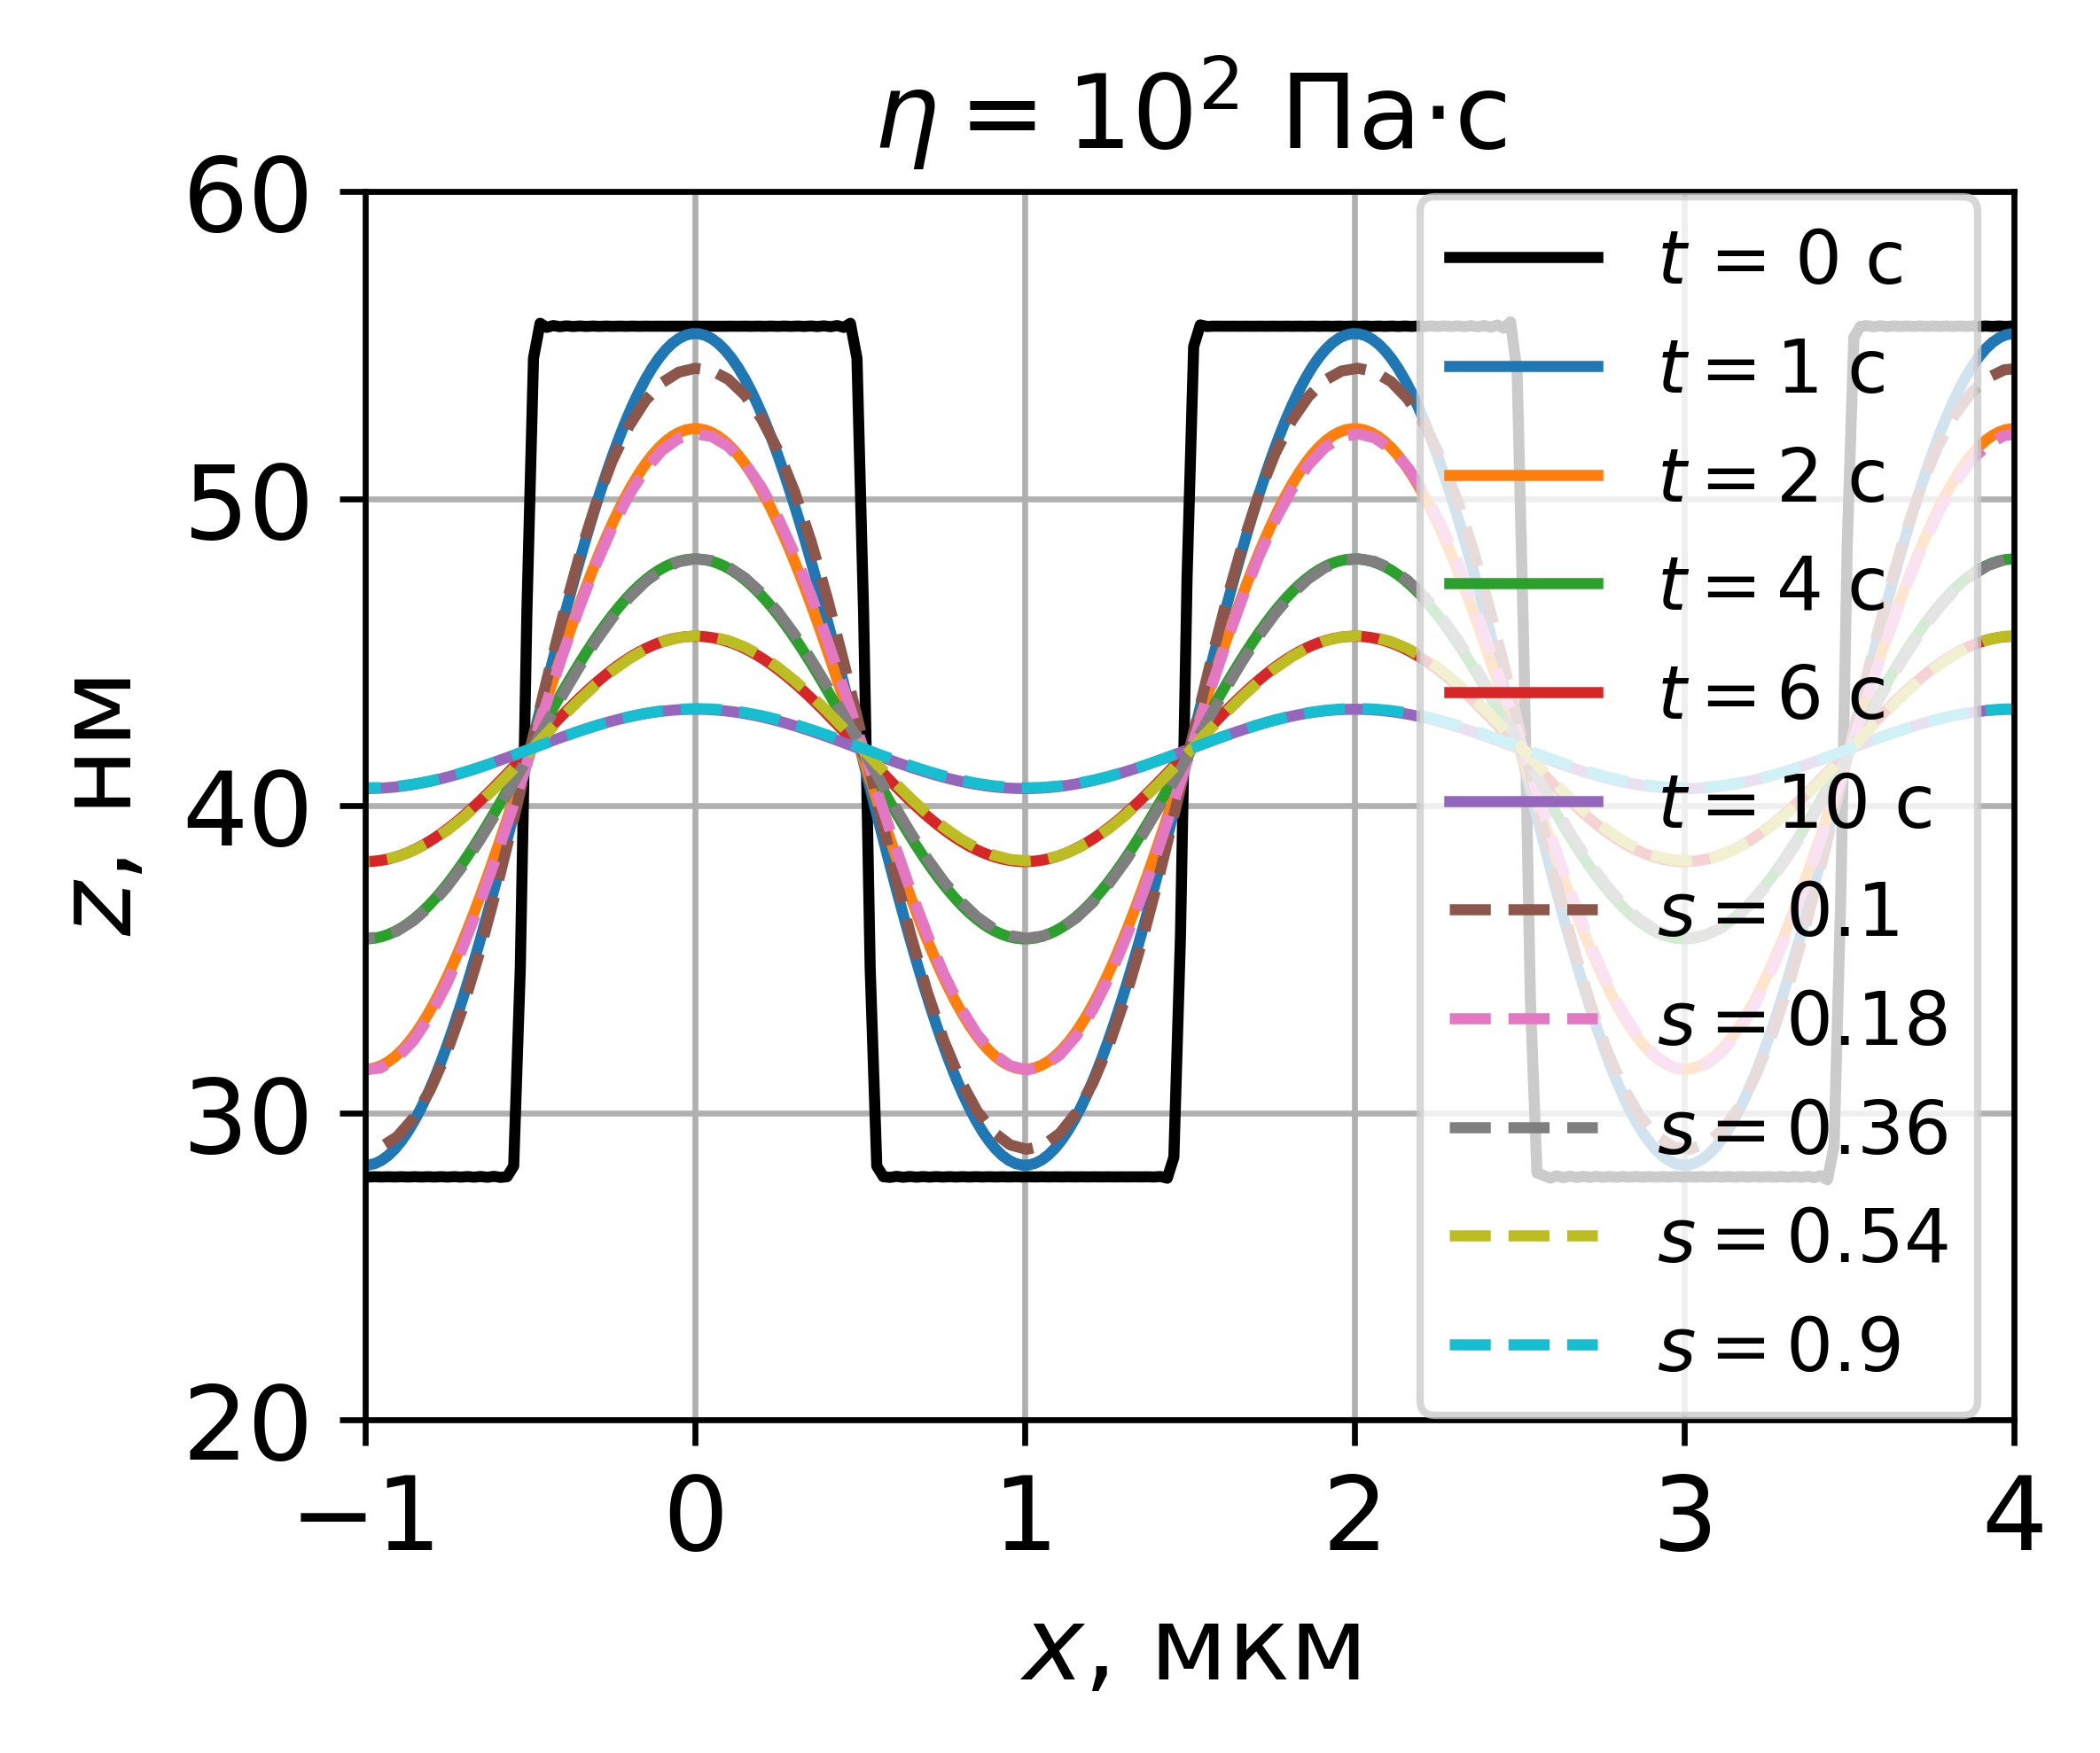 η = 10² Па·с
z, нм
60
50
40
30
20
−1 0 1 2 3 4
x, мкм
t = 0 с
t = 1 с
t = 2 с
t = 4 с
t = 6 с
t = 10 с
s = 0.1
s = 0.18
s = 0.36
s = 0.54
s = 0.9